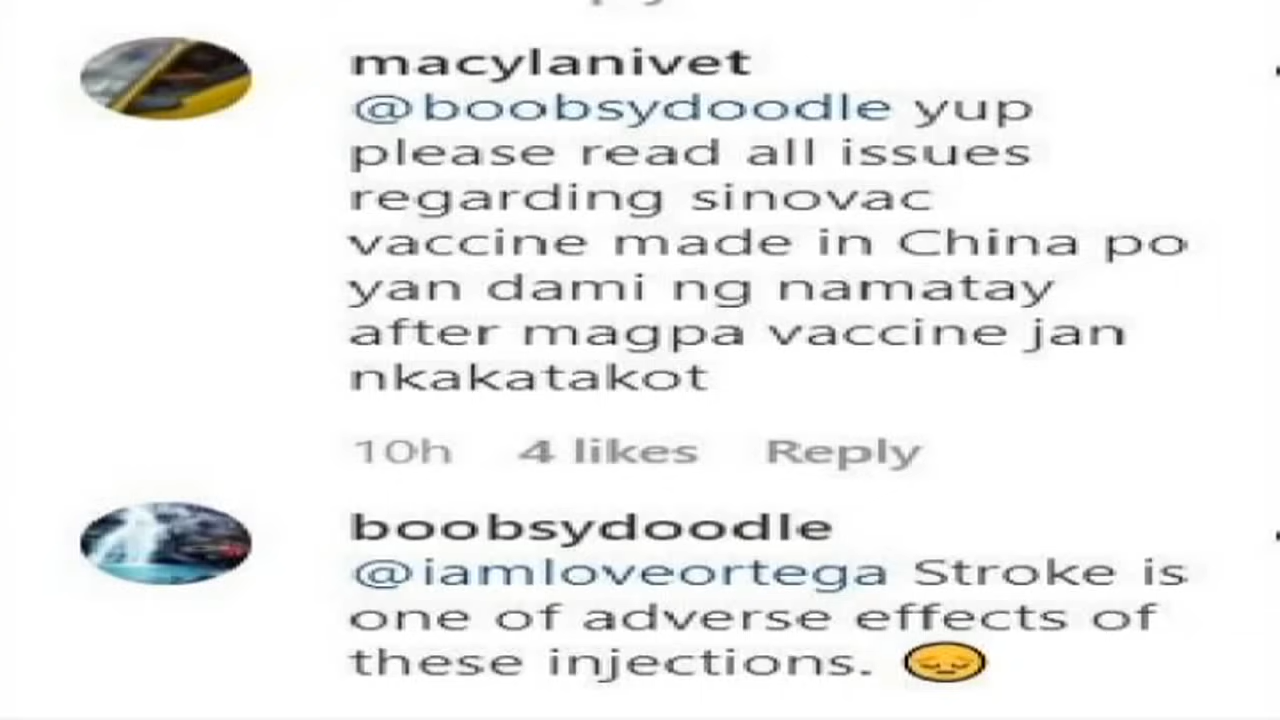 macylanivet
@boobsydoodle yup
please read all issues
regarding sinovac
vaccine made in China po
yan dami ng namatay
after magpa vaccine jan
nkakatakot
10h 4 likes Reply
boobsydoodle
@iamloveortega Stroke is
one of adverse effects of
these injections. 😔